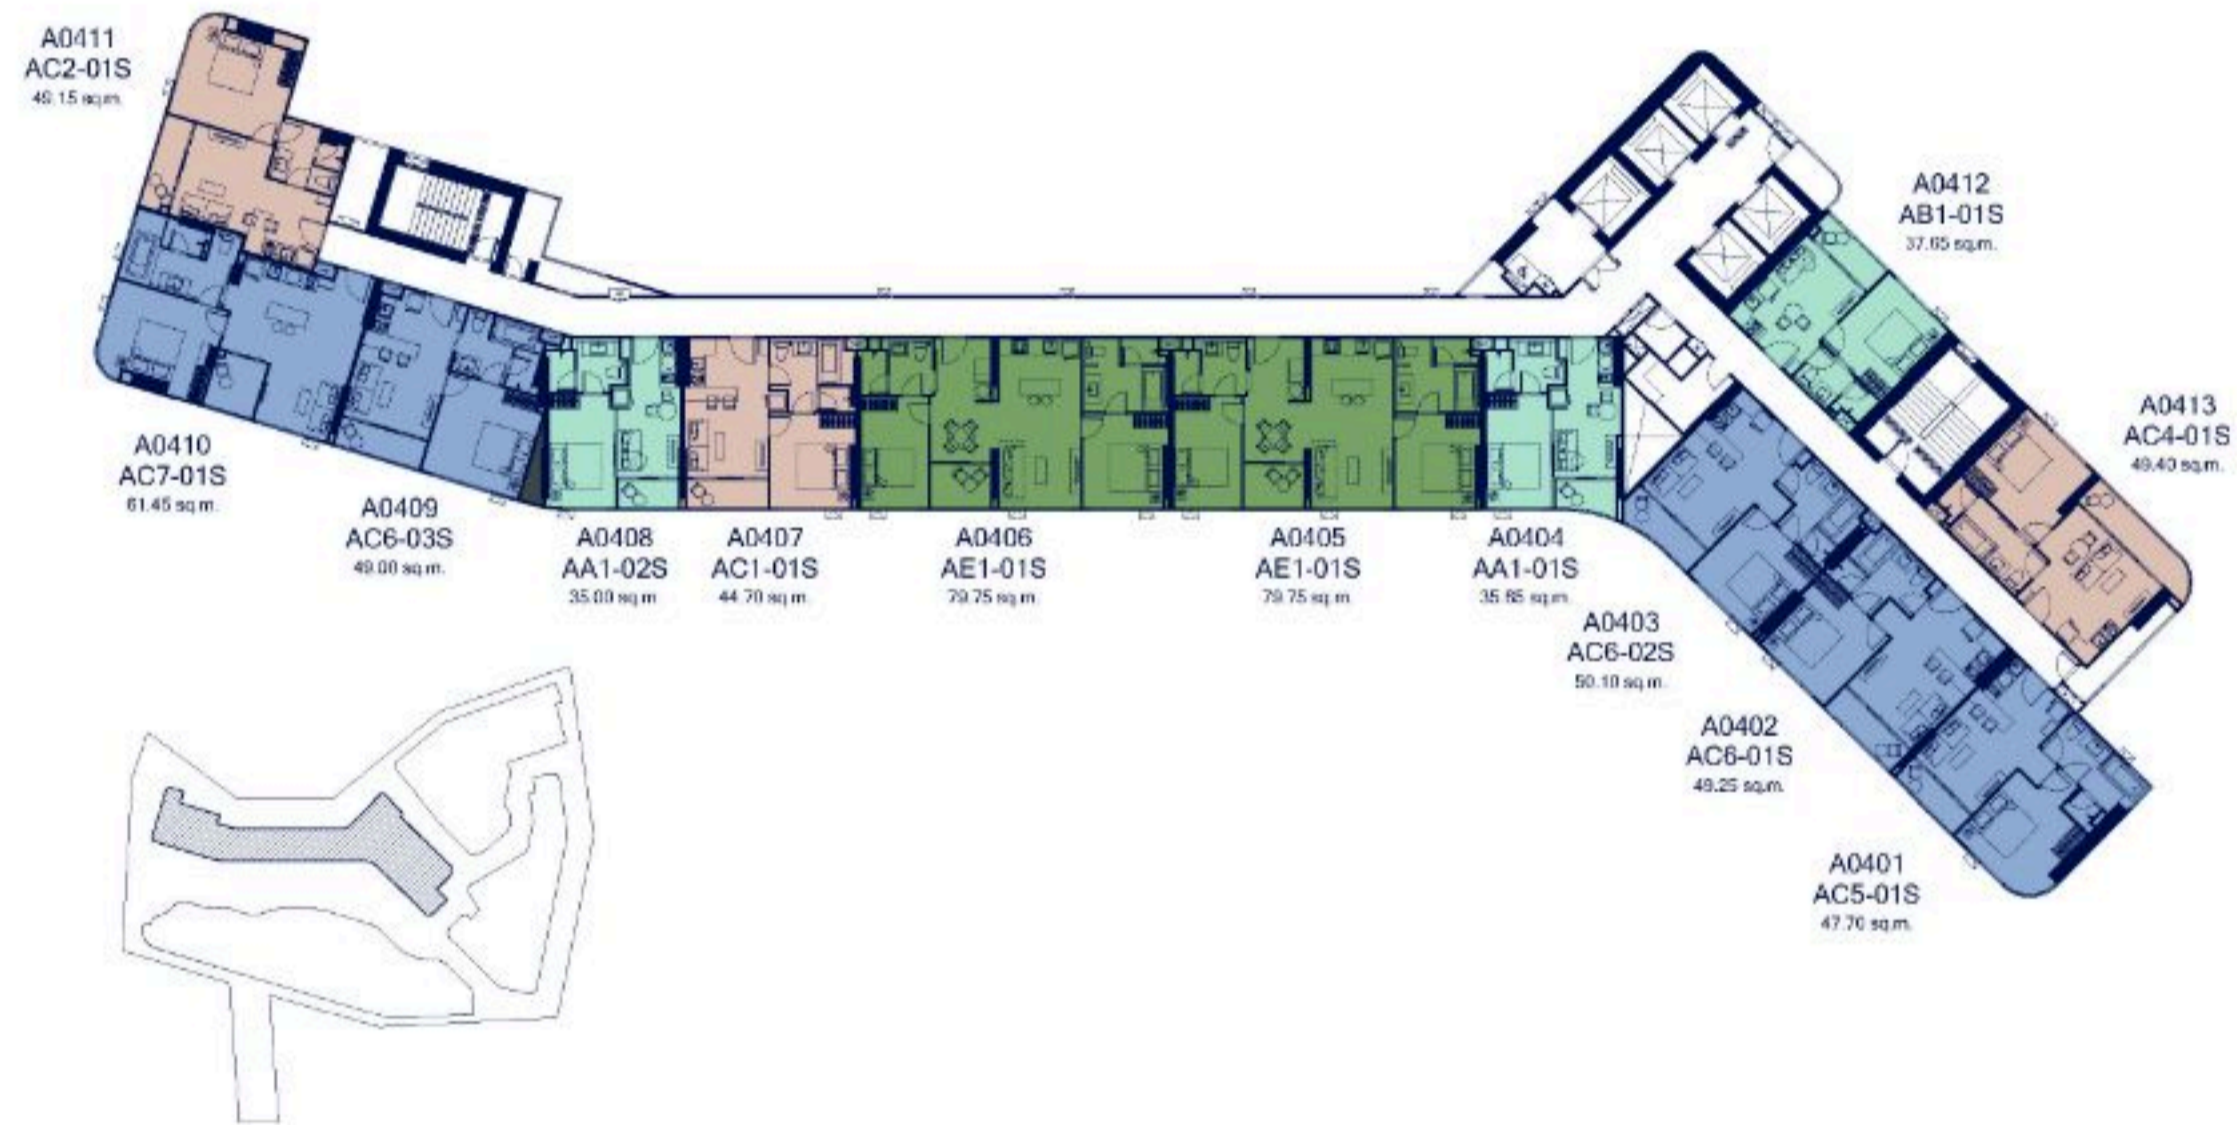 A0411
AC2-01S
49.15 sq.m.
A0412
AB1-01S
37.65 sq.m.
A0413
AC4-01S
49.40 sq.m.
A0410
AC7-01S
61.45 sq.m.
A0409
AC6-03S
49.00 sq.m.
A0408
AA1-02S
35.00 sq.m
A0407
AC1-01S
44.70 sq.m.
A0406
AE1-01S
79.75 sq.m.
A0405
AE1-01S
79.75 sq.m.
A0404
AA1-01S
35.65 sq.m.
A0403
AC6-02S
50.10 sq.m.
A0402
AC6-01S
49.25 sq.m.
A0401
AC5-01S
47.70 sq.m.